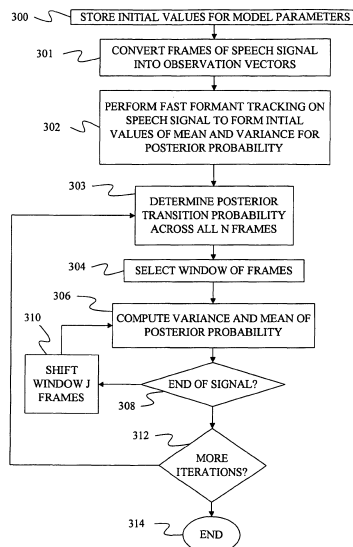 300
STORE INITIAL VALUES FOR MODEL PARAMETERS
301
CONVERT FRAMES OF SPEECH SIGNAL
INTO OBSERVATION VECTORS
302
PERFORM FAST FORMANT TRACKING ON
SPEECH SIGNAL TO FORM INTIAL
VALUES OF MEAN AND VARIANCE FOR
POSTERIOR PROBABILITY
303
DETERMINE POSTERIOR
TRANSITION PROBABILITY
ACROSS ALL N FRAMES
304
SELECT WINDOW OF FRAMES
306
COMPUTE VARIANCE AND MEAN OF
POSTERIOR PROBABILITY
310
SHIFT
WINDOW J
FRAMES
END OF SIGNAL?
308
312
MORE
ITERATIONS?
314
END